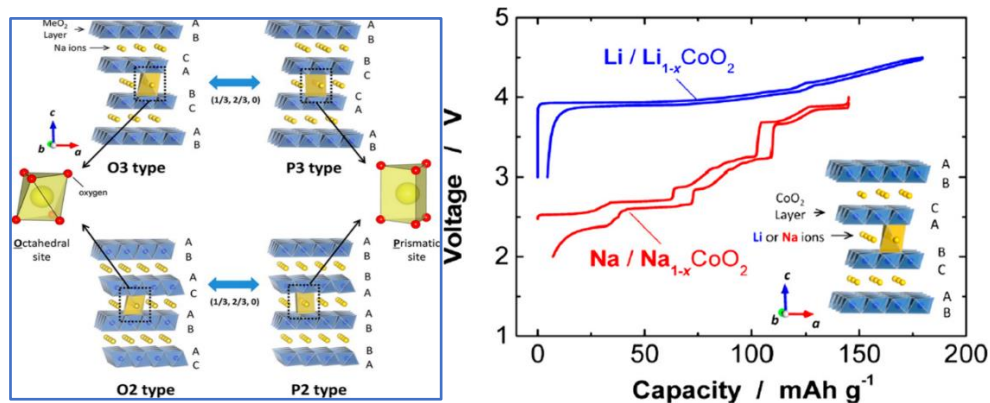 MeO₂
Layer
Na ions
A
B
C
A
B
C
A
B
(1/3, 2/3, 0)
A
B
B
C
C
A
A
B
c
b
a
O3 type
P3 type
oxygen
Octahedral
site
Prismatic
site
A
B
A
C
A
B
A
C
(1/3, 2/3, 0)
A
B
B
A
A
B
B
A
O2 type
P2 type
Voltage / V
5
4
3
2
1
Li / Li₁₋ₓCoO₂
Na / Na₁₋ₓCoO₂
CoO₂
Layer
Li or Na ions
A
B
C
A
B
C
A
B
c
b
a
0
50
100
150
200
Capacity / mAh g⁻¹